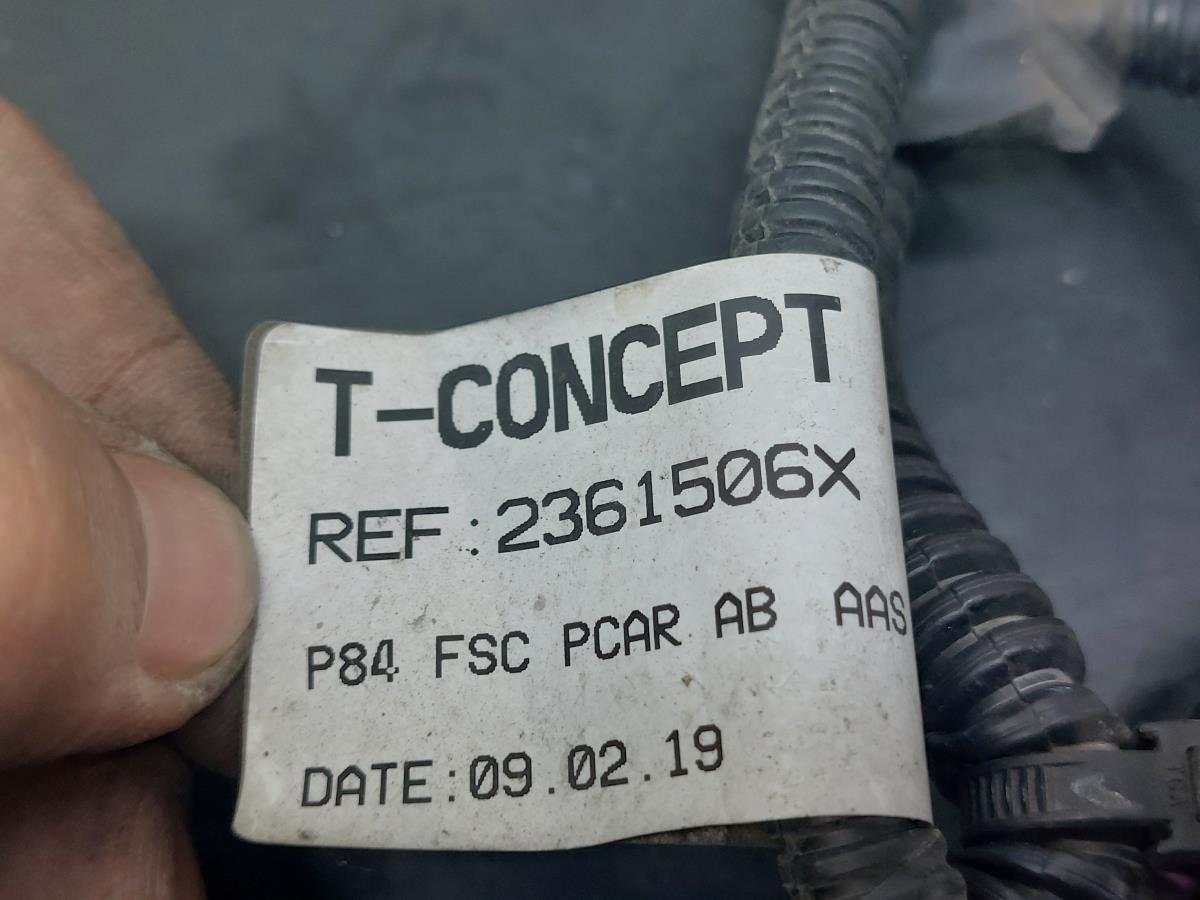 T-CONCEPT
REF:2361506X
P84 FSC PCAR AB AAS
DATE:09.02.19